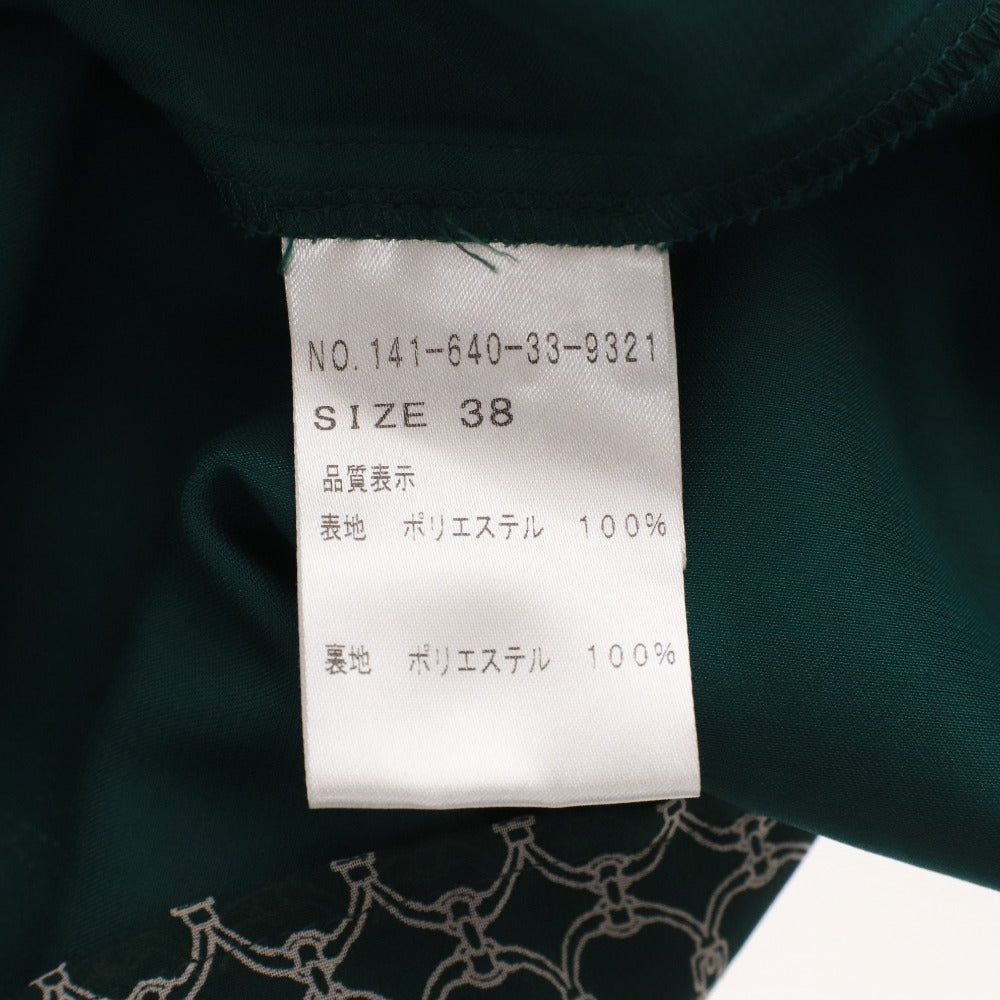 NO.141-640-33-9321
SIZE 38
品質表示
表地 ポリエステル 100%
裏地 ポリエステル 100%